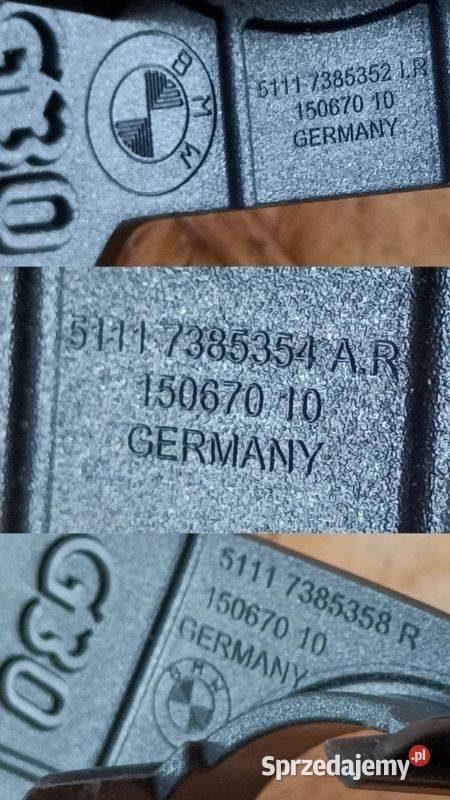 G30
BMW
5111 7385352 I.R
150670 10
GERMANY
5111 7385354 A.R
150670 10
GERMANY
G30
5111 7385358 R
150670 10
GERMANY
BMW
Sprzedajemy.pl